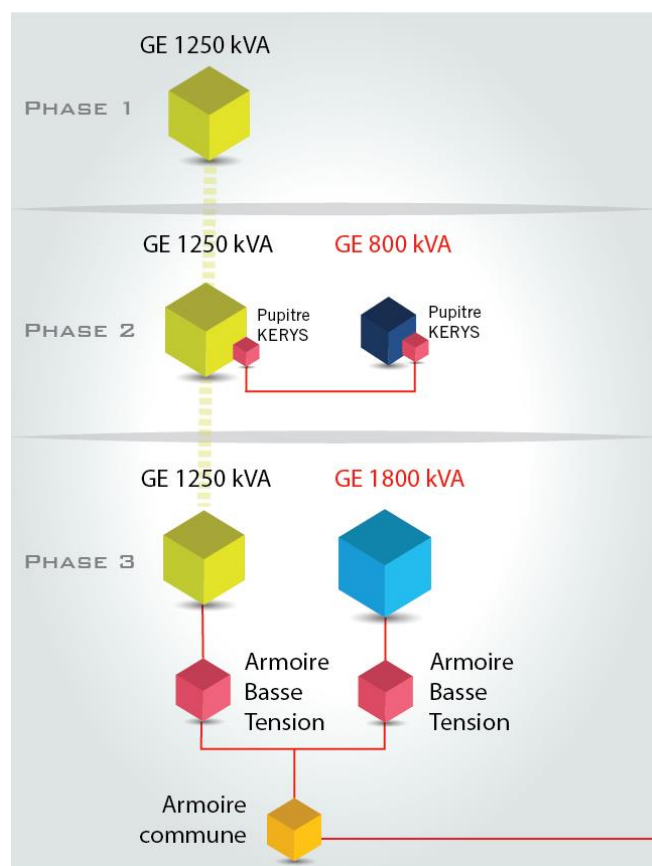 GE 1250 kVA
PHASE 1
GE 1250 kVA
GE 800 kVA
PHASE 2
Pupitre
KERYS
Pupitre
KERYS
GE 1250 kVA
GE 1800 kVA
PHASE 3
Armoire
Basse
Tension
Armoire
Basse
Tension
Armoire
commune